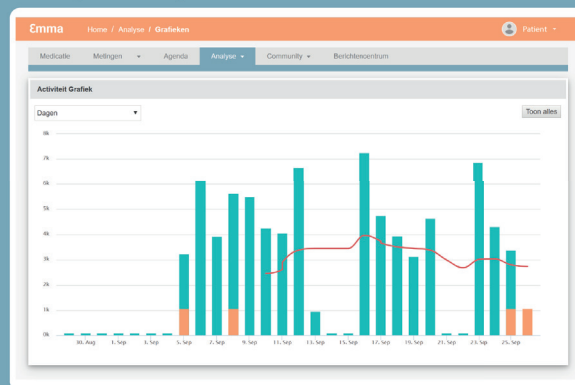 Emma
Home / Analyse / Grafieken
Patient
Medicatie Metingen Agenda Analyse Community Berichtencentrum
Activiteit Grafiek
Dagen
Toon alles
8k
7k
6k
5k
4k
3k
2k
1k
0k
30. Aug 1. Sep 3. Sep 5. Sep 7. Sep 9. Sep 11. Sep 13. Sep 15. Sep 17. Sep 19. Sep 21. Sep 23. Sep 25. Sep